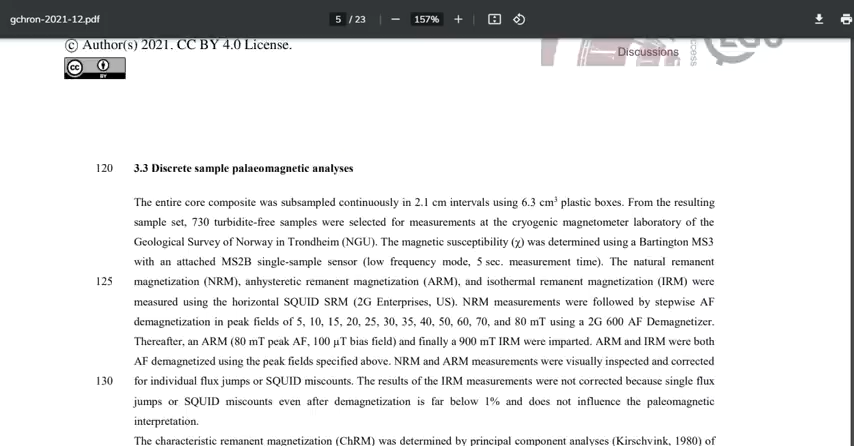 gchron-2021-12.pdf
5 / 23
157%
© Author(s) 2021. CC BY 4.0 License.
cc BY
Discussions
access
EGU
120 3.3 Discrete sample palaeomagnetic analyses
The entire core composite was subsampled continuously in 2.1 cm intervals using 6.3 cm³ plastic boxes. From the resulting
sample set, 730 turbidite-free samples were selected for measurements at the cryogenic magnetometer laboratory of the
Geological Survey of Norway in Trondheim (NGU). The magnetic susceptibility (χ) was determined using a Bartington MS3
with an attached MS2B single-sample sensor (low frequency mode, 5 sec. measurement time). The natural remanent
125 magnetization (NRM), anhysteretic remanent magnetization (ARM), and isothermal remanent magnetization (IRM) were
measured using the horizontal SQUID SRM (2G Enterprises, US). NRM measurements were followed by stepwise AF
demagnetization in peak fields of 5, 10, 15, 20, 25, 30, 35, 40, 50, 60, 70, and 80 mT using a 2G 600 AF Demagnetizer.
Thereafter, an ARM (80 mT peak AF, 100 µT bias field) and finally a 900 mT IRM were imparted. ARM and IRM were both
AF demagnetized using the peak fields specified above. NRM and ARM measurements were visually inspected and corrected
130 for individual flux jumps or SQUID miscounts. The results of the IRM measurements were not corrected because single flux
jumps or SQUID miscounts even after demagnetization is far below 1% and does not influence the paleomagnetic
interpretation.
The characteristic remanent magnetization (ChRM) was determined by principal component analyses (Kirschvink, 1980) of